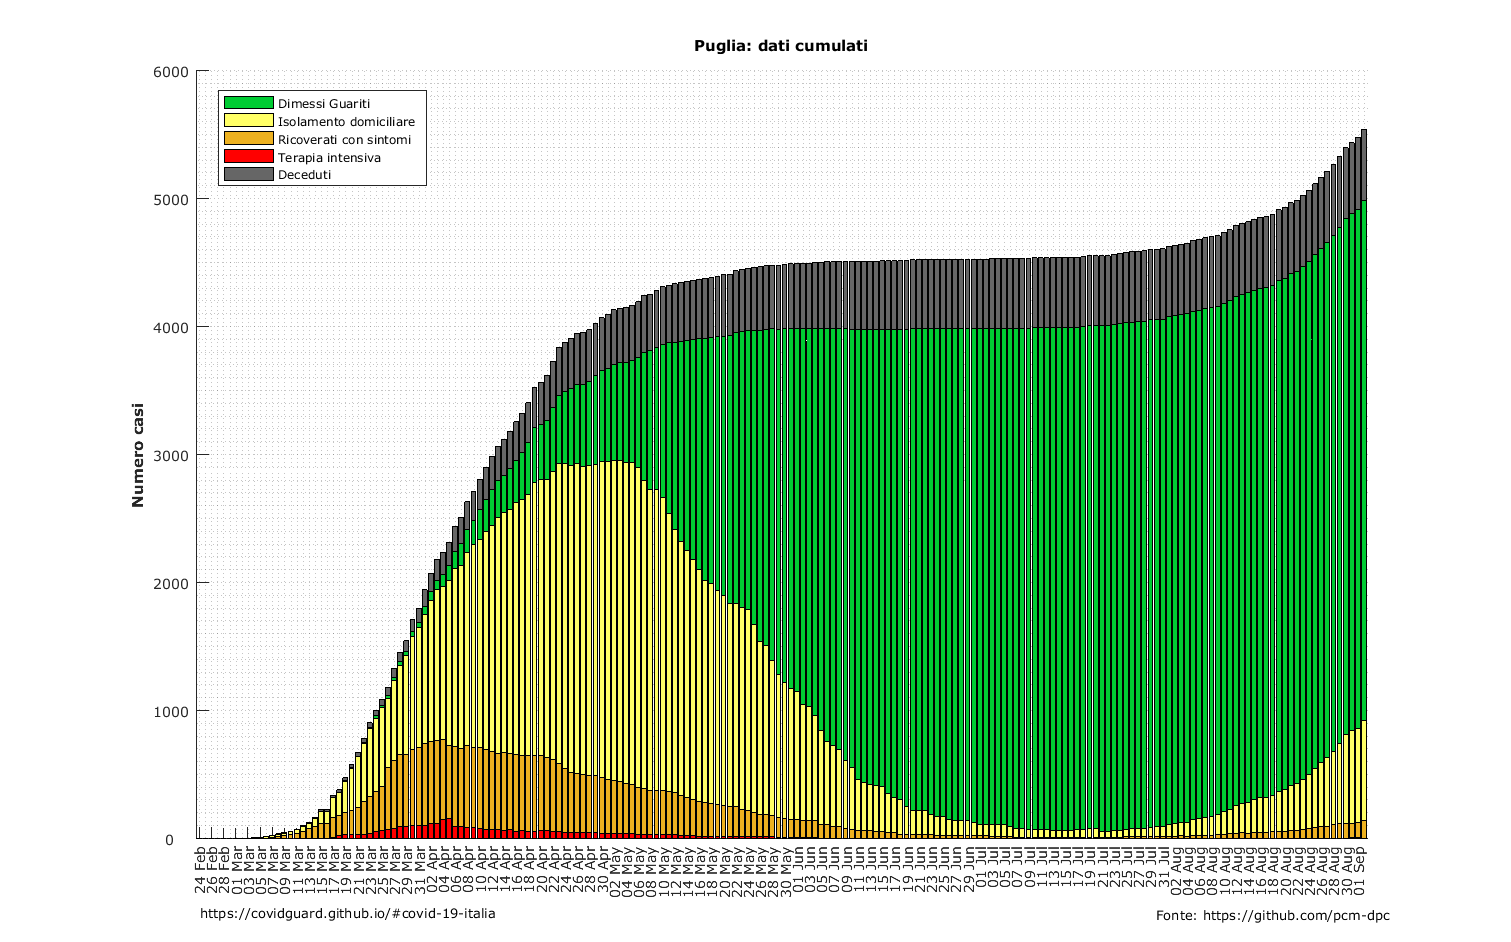 Puglia: dati cumulati
6000
5000
4000
3000
2000
1000
0
Numero casi
Dimessi Guariti
Isolamento domiciliare
Ricoverati con sintomi
Terapia intensiva
Deceduti
24 Feb
26 Feb
28 Feb
01 Mar
03 Mar
05 Mar
07 Mar
09 Mar
11 Mar
13 Mar
15 Mar
17 Mar
19 Mar
21 Mar
23 Mar
25 Mar
27 Mar
29 Mar
31 Mar
02 Apr
04 Apr
06 Apr
08 Apr
10 Apr
12 Apr
14 Apr
16 Apr
18 Apr
20 Apr
22 Apr
24 Apr
26 Apr
28 Apr
30 Apr
02 May
04 May
06 May
08 May
10 May
12 May
14 May
16 May
18 May
20 May
22 May
24 May
26 May
28 May
30 May
01 Jun
03 Jun
05 Jun
07 Jun
09 Jun
11 Jun
13 Jun
15 Jun
17 Jun
19 Jun
21 Jun
23 Jun
25 Jun
27 Jun
29 Jun
01 Jul
03 Jul
05 Jul
07 Jul
09 Jul
11 Jul
13 Jul
15 Jul
17 Jul
19 Jul
21 Jul
23 Jul
25 Jul
27 Jul
29 Jul
31 Jul
02 Aug
04 Aug
06 Aug
08 Aug
10 Aug
12 Aug
14 Aug
16 Aug
18 Aug
20 Aug
22 Aug
24 Aug
26 Aug
28 Aug
30 Aug
01 Sep
https://covidguard.github.io/#covid-19-italia
Fonte: https://github.com/pcm-dpc